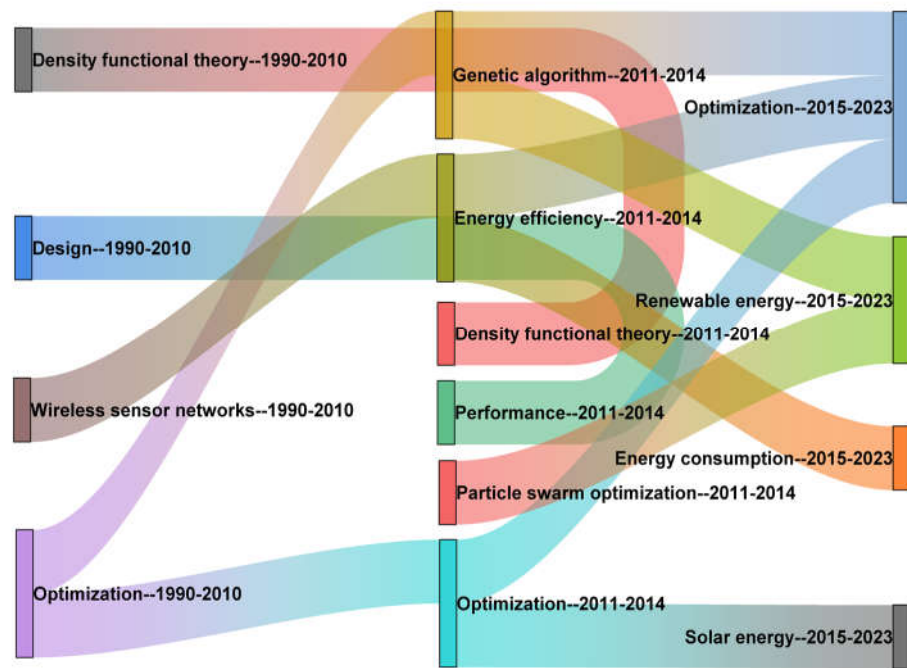 Density functional theory--1990-2010
Design--1990-2010
Wireless sensor networks--1990-2010
Optimization--1990-2010
Genetic algorithm--2011-2014
Energy efficiency--2011-2014
Density functional theory--2011-2014
Performance--2011-2014
Particle swarm optimization--2011-2014
Optimization--2011-2014
Optimization--2015-2023
Renewable energy--2015-2023
Energy consumption--2015-2023
Solar energy--2015-2023